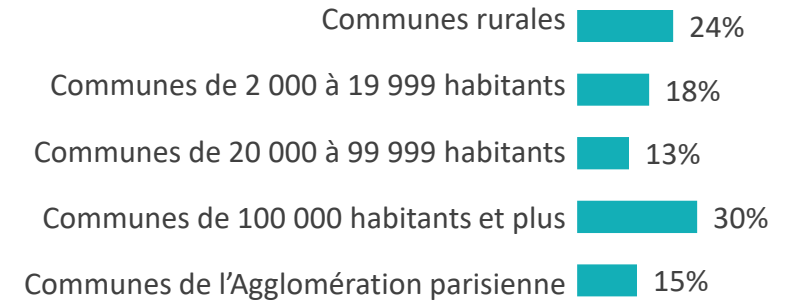 Communes rurales 24%
Communes de 2 000 à 19 999 habitants 18%
Communes de 20 000 à 99 999 habitants 13%
Communes de 100 000 habitants et plus 30%
Communes de l’Agglomération parisienne 15%